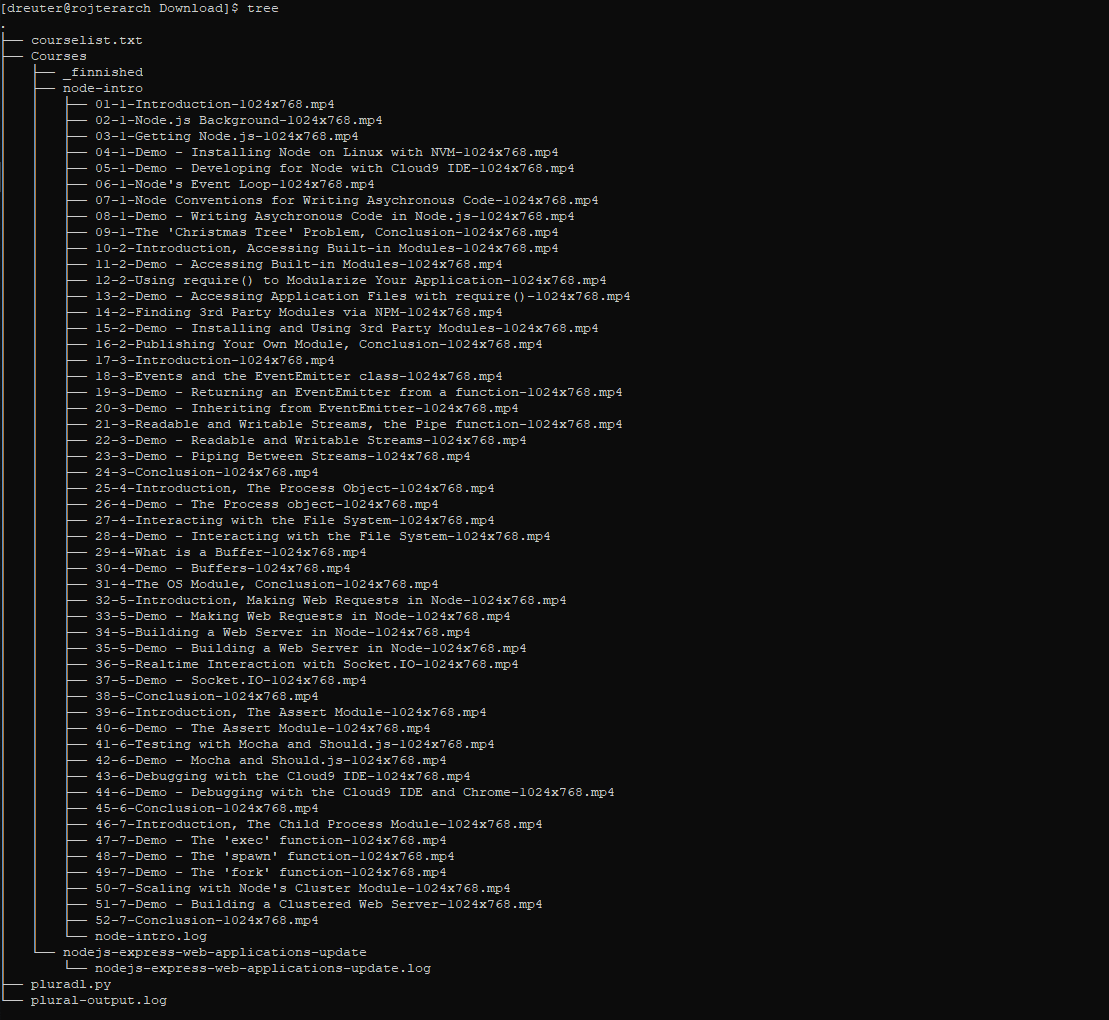 [dreuter@rojterarch Download]$ tree
.
├── courselist.txt
├── Courses
│   ├── _finnished
│   ├── node-intro
│   │   ├── 01-1-Introduction-1024x768.mp4
│   │   ├── 02-1-Node.js Background-1024x768.mp4
│   │   ├── 03-1-Getting Node.js-1024x768.mp4
│   │   ├── 04-1-Demo - Installing Node on Linux with NVM-1024x768.mp4
│   │   ├── 05-1-Demo - Developing for Node with Cloud9 IDE-1024x768.mp4
│   │   ├── 06-1-Node's Event Loop-1024x768.mp4
│   │   ├── 07-1-Node Conventions for Writing Asychronous Code-1024x768.mp4
│   │   ├── 08-1-Demo - Writing Asychronous Code in Node.js-1024x768.mp4
│   │   ├── 09-1-The 'Christmas Tree' Problem, Conclusion-1024x768.mp4
│   │   ├── 10-2-Introduction, Accessing Built-in Modules-1024x768.mp4
│   │   ├── 11-2-Demo - Accessing Built-in Modules-1024x768.mp4
│   │   ├── 12-2-Using require() to Modularize Your Application-1024x768.mp4
│   │   ├── 13-2-Demo - Accessing Application Files with require()-1024x768.mp4
│   │   ├── 14-2-Finding 3rd Party Modules via NPM-1024x768.mp4
│   │   ├── 15-2-Demo - Installing and Using 3rd Party Modules-1024x768.mp4
│   │   ├── 16-2-Publishing Your Own Module, Conclusion-1024x768.mp4
│   │   ├── 17-3-Introduction-1024x768.mp4
│   │   ├── 18-3-Events and the EventEmitter class-1024x768.mp4
│   │   ├── 19-3-Demo - Returning an EventEmitter from a function-1024x768.mp4
│   │   ├── 20-3-Demo - Inheriting from EventEmitter-1024x768.mp4
│   │   ├── 21-3-Readable and Writable Streams, the Pipe function-1024x768.mp4
│   │   ├── 22-3-Demo - Readable and Writable Streams-1024x768.mp4
│   │   ├── 23-3-Demo - Piping Between Streams-1024x768.mp4
│   │   ├── 24-3-Conclusion-1024x768.mp4
│   │   ├── 25-4-Introduction, The Process Object-1024x768.mp4
│   │   ├── 26-4-Demo - The Process object-1024x768.mp4
│   │   ├── 27-4-Interacting with the File System-1024x768.mp4
│   │   ├── 28-4-Demo - Interacting with the File System-1024x768.mp4
│   │   ├── 29-4-What is a Buffer-1024x768.mp4
│   │   ├── 30-4-Demo - Buffers-1024x768.mp4
│   │   ├── 31-4-The OS Module, Conclusion-1024x768.mp4
│   │   ├── 32-5-Introduction, Making Web Requests in Node-1024x768.mp4
│   │   ├── 33-5-Demo - Making Web Requests in Node-1024x768.mp4
│   │   ├── 34-5-Building a Web Server in Node-1024x768.mp4
│   │   ├── 35-5-Demo - Building a Web Server in Node-1024x768.mp4
│   │   ├── 36-5-Realtime Interaction with Socket.IO-1024x768.mp4
│   │   ├── 37-5-Demo - Socket.IO-1024x768.mp4
│   │   ├── 38-5-Conclusion-1024x768.mp4
│   │   ├── 39-6-Introduction, The Assert Module-1024x768.mp4
│   │   ├── 40-6-Demo - The Assert Module-1024x768.mp4
│   │   ├── 41-6-Testing with Mocha and Should.js-1024x768.mp4
│   │   ├── 42-6-Demo - Mocha and Should.js-1024x768.mp4
│   │   ├── 43-6-Debugging with the Cloud9 IDE-1024x768.mp4
│   │   ├── 44-6-Demo - Debugging with the Cloud9 IDE and Chrome-1024x768.mp4
│   │   ├── 45-6-Conclusion-1024x768.mp4
│   │   ├── 46-7-Introduction, The Child Process Module-1024x768.mp4
│   │   ├── 47-7-Demo - The 'exec' function-1024x768.mp4
│   │   ├── 48-7-Demo - The 'spawn' function-1024x768.mp4
│   │   ├── 49-7-Demo - The 'fork' function-1024x768.mp4
│   │   ├── 50-7-Scaling with Node's Cluster Module-1024x768.mp4
│   │   ├── 51-7-Demo - Building a Clustered Web Server-1024x768.mp4
│   │   ├── 52-7-Conclusion-1024x768.mp4
│   │   └── node-intro.log
│   └── nodejs-express-web-applications-update
│       └── nodejs-express-web-applications-update.log
├── pluradl.py
└── plural-output.log